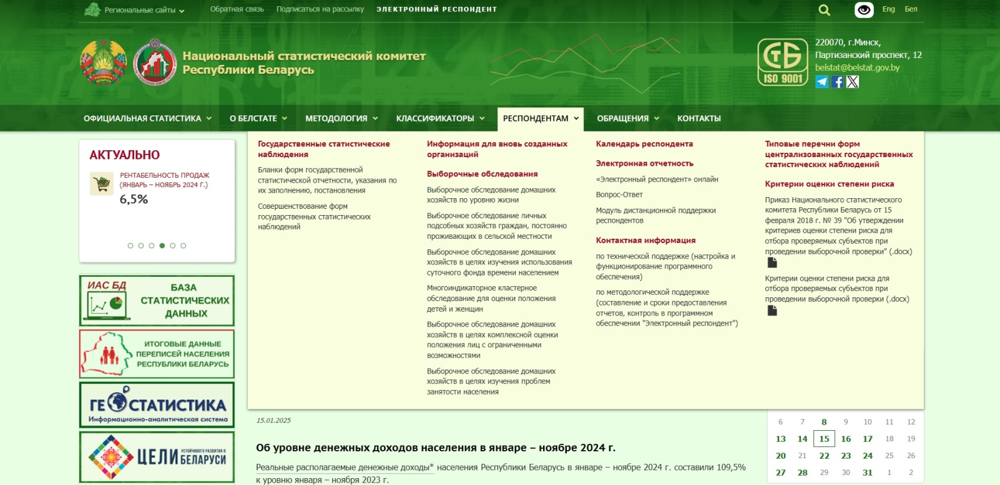 Региональные сайты
Обратная связь
Подписаться на рассылку
ЭЛЕКТРОННЫЙ РЕСПОНДЕНТ
Eng
Бел
Национальный статистический комитет
Республики Беларусь
СТБ
ISO 9001
220070, г.Минск,
Партизанский проспект, 12
belstat@belstat.gov.by
ОФИЦИАЛЬНАЯ СТАТИСТИКА
О БЕЛСТАТЕ
МЕТОДОЛОГИЯ
КЛАССИФИКАТОРЫ
РЕСПОНДЕНТАМ
ОБРАЩЕНИЯ
КОНТАКТЫ
АКТУАЛЬНО
РЕНТАБЕЛЬНОСТЬ ПРОДАЖ
(ЯНВАРЬ – НОЯБРЬ 2024 Г.)
6,5%
ИАС БД
БАЗА
СТАТИСТИЧЕСКИХ
ДАННЫХ
ИТОГОВЫЕ ДАННЫЕ
ПЕРЕПИСЕЙ НАСЕЛЕНИЯ
РЕСПУБЛИКИ БЕЛАРУСЬ
ГЕОСТАТИСТИКА
Информационно-аналитическая система
ЦЕЛИ УСТОЙЧИВОГО РАЗВИТИЯ В
БЕЛАРУСИ
Государственные статистические
наблюдения
Бланки форм государственной
статистической отчетности, указания по
их заполнению, постановления
Совершенствование форм
государственных статистических
наблюдений
Информация для вновь созданных
организаций
Выборочные обследования
Выборочное обследование домашних
хозяйств по уровню жизни
Выборочное обследование личных
подсобных хозяйств граждан, постоянно
проживающих в сельской местности
Выборочное обследование домашних
хозяйств в целях изучения использования
суточного фонда времени населением
Многоиндикаторное кластерное
обследование для оценки положения
детей и женщин
Выборочное обследование домашних
хозяйств в целях комплексной оценки
положения лиц с ограниченными
возможностями
Выборочное обследование домашних
хозяйств в целях изучения проблем
занятости населения
Календарь респондента
Электронная отчетность
«Электронный респондент» онлайн
Вопрос-Ответ
Модуль дистанционной поддержки
респондентов
Контактная информация
по технической поддержке (настройка и
функционирование программного
обеспечения)
по методологической поддержке
(составление и сроки предоставления
отчетов, контроль в программном
обеспечении "Электронный респондент")
Типовые перечни форм
централизованных государственных
статистических наблюдений
Критерии оценки степени риска
Приказ Национального статистического
комитета Республики Беларусь от 15
февраля 2018 г. № 39 "Об утверждении
критериев оценки степени риска для
отбора проверяемых субъектов при
проведении выборочной проверки" (.docx)
Критерии оценки степени риска для
отбора проверяемых субъектов при
проведении выборочной проверки (.docx)
15.01.2025
Об уровне денежных доходов населения в январе – ноябре 2024 г.
Реальные располагаемые денежные доходы* населения Республики Беларусь в январе – ноябре 2024 г. составили 109,5%
к уровню января – ноября 2023 г.
6 7 8 9 10 11 12
13 14 15 16 17 18 19
20 21 22 23 24 25 26
27 28 29 30 31 1 2